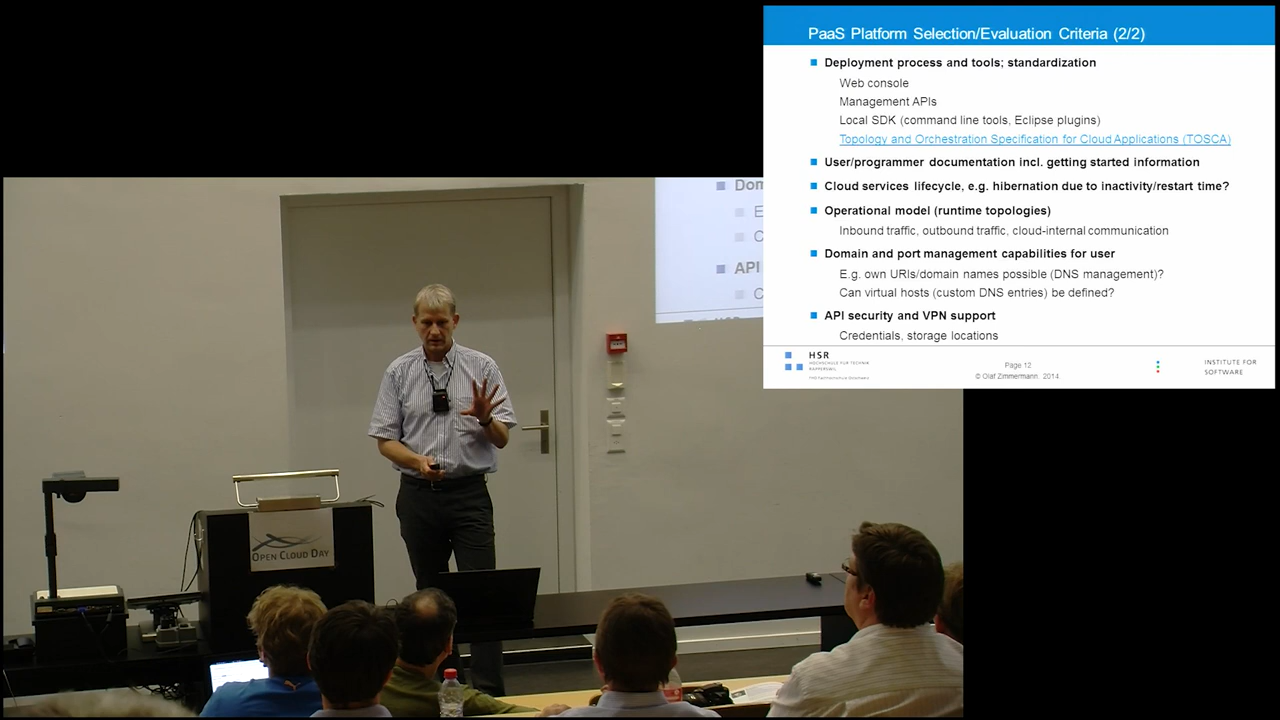 PaaS Platform Selection/Evaluation Criteria (2/2)
Deployment process and tools; standardization
Web console
Management APIs
Local SDK (command line tools, Eclipse plugins)
Topology and Orchestration Specification for Cloud Applications (TOSCA)
User/programmer documentation incl. getting started information
Cloud services lifecycle, e.g. hibernation due to inactivity/restart time?
Operational model (runtime topologies)
Inbound traffic, outbound traffic, cloud-internal communication
Domain and port management capabilities for user
E.g. own URIs/domain names possible (DNS management)?
Can virtual hosts (custom DNS entries) be defined?
API security and VPN support
Credentials, storage locations
HSR
HOCHSCHULE FÜR TECHNIK
RAPPERSWIL
Page 12
© Olaf Zimmermann 2014
INSTITUTE FOR
SOFTWARE
Dom
E
C
API
C
OPEN CLOUD DAY